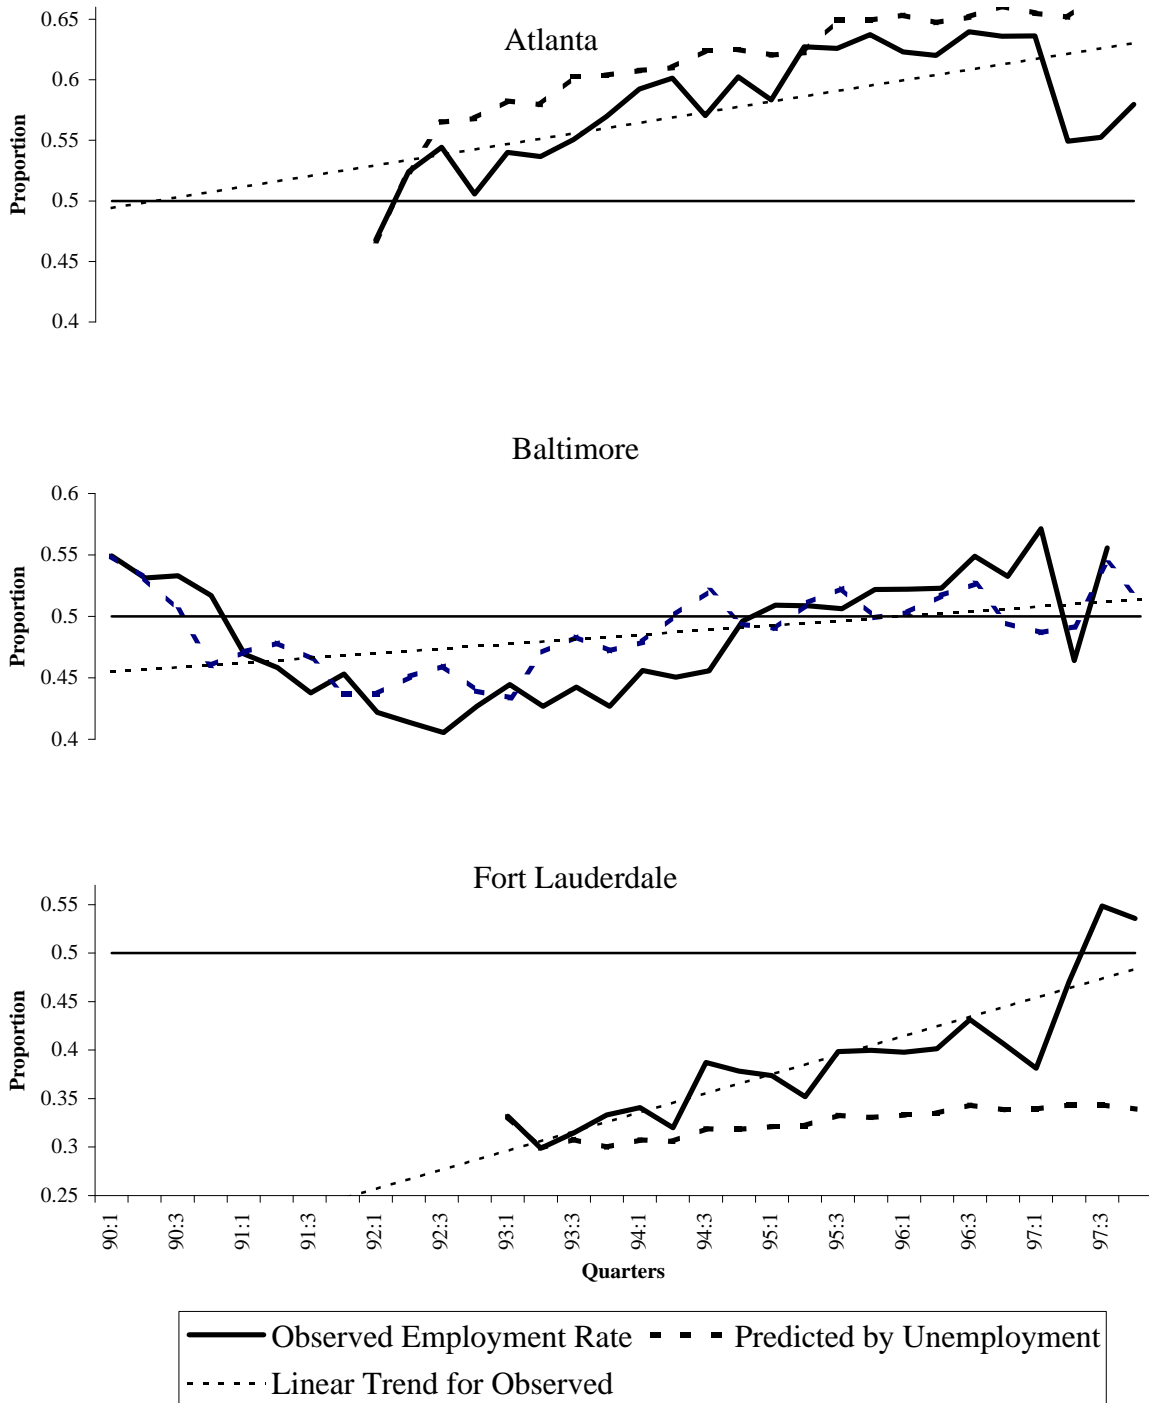 Atlanta
Proportion
0.65
0.6
0.55
0.5
0.45
0.4
Baltimore
Proportion
0.6
0.55
0.5
0.45
0.4
Fort Lauderdale
Proportion
0.55
0.5
0.45
0.4
0.35
0.3
0.25
90:1 90:3 91:1 91:3 92:1 92:3 93:1 93:3 94:1 94:3 95:1 95:3 96:1 96:3 97:1 97:3
Quarters
Observed Employment Rate Predicted by Unemployment
Linear Trend for Observed